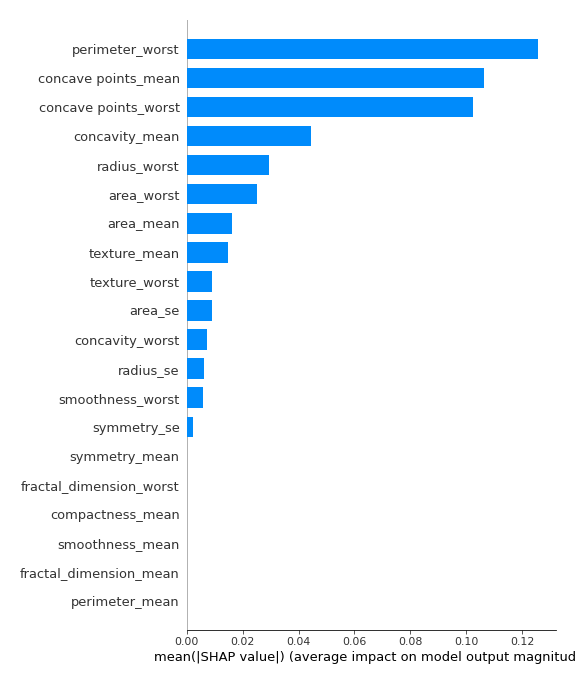 perimeter_worst
concave points_mean
concave points_worst
concavity_mean
radius_worst
area_worst
area_mean
texture_mean
texture_worst
area_se
concavity_worst
radius_se
smoothness_worst
symmetry_se
symmetry_mean
fractal_dimension_worst
compactness_mean
smoothness_mean
fractal_dimension_mean
perimeter_mean
0.00 0.02 0.04 0.06 0.08 0.10 0.12
mean(|SHAP value|) (average impact on model output magnitud